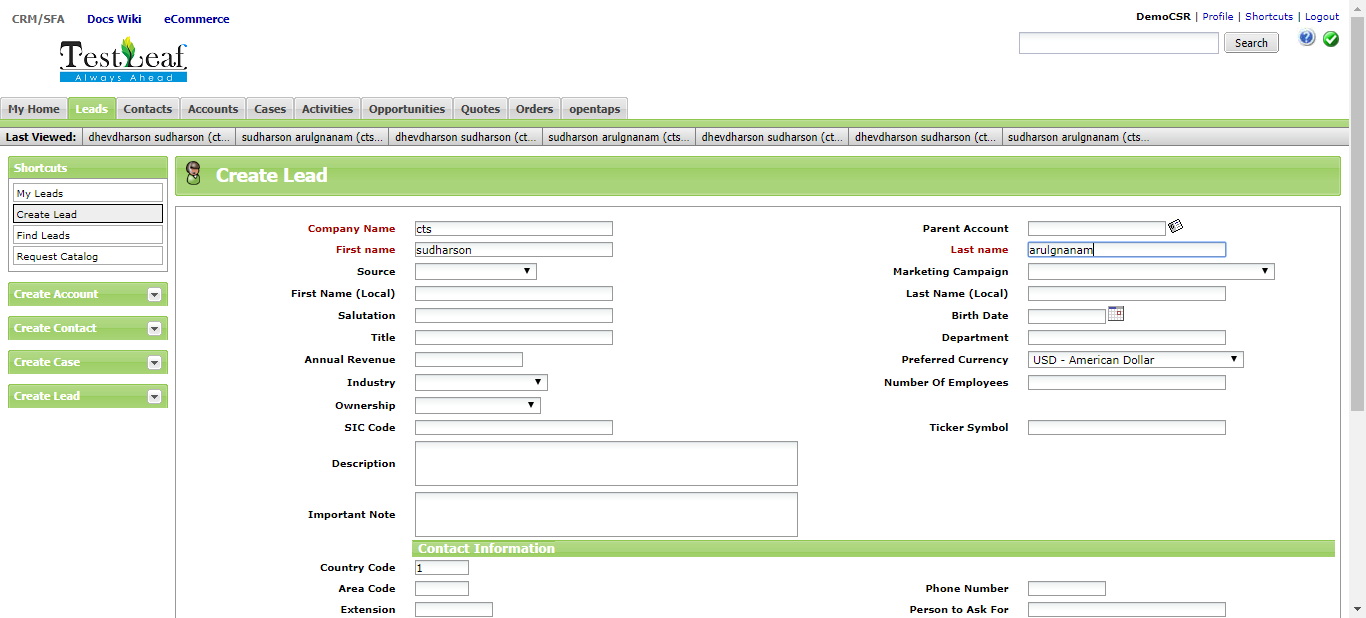 CRM/SFA Docs Wiki eCommerce
DemoCSR | Profile | Shortcuts | Logout
TestLeaf
Always Ahead
Search
My Home Leads Contacts Accounts Cases Activities Opportunities Quotes Orders opentaps
Last Viewed: dhevdharson sudharson (ct... sudharson arulgnanam (cts... dhevdharson sudharson (ct... sudharson arulgnanam (cts... dhevdharson sudharson (ct... dhevdharson sudharson (ct... sudharson arulgnanam (cts...
Shortcuts
My Leads
Create Lead
Find Leads
Request Catalog
Create Account
Create Contact
Create Case
Create Lead
Create Lead
Company Name cts Parent Account
First name sudharson Last name arulgnanam
Source Marketing Campaign
First Name (Local) Last Name (Local)
Salutation Birth Date
Title Department
Annual Revenue Preferred Currency USD - American Dollar
Industry Number Of Employees
Ownership
SIC Code Ticker Symbol
Description
Important Note
Contact Information
Country Code 1
Area Code Phone Number
Extension Person to Ask For